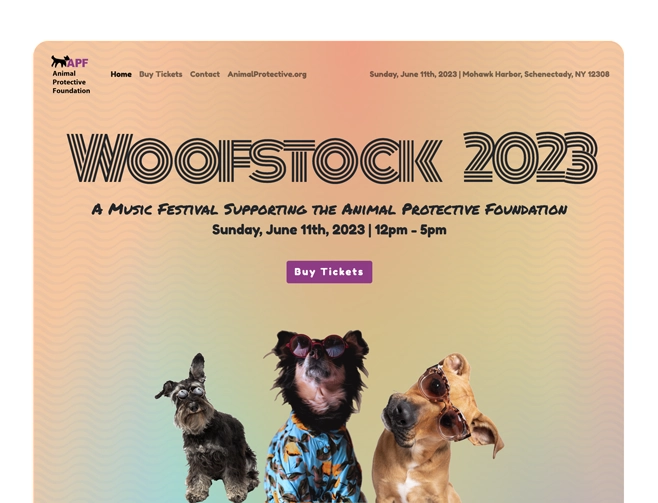 APF
Animal
Protective
Foundation
Home Buy Tickets Contact AnimalProtective.org
Sunday, June 11th, 2023 | Mohawk Harbor, Schenectady, NY 12308
WOOFSTOCK 2023
A Music Festival Supporting the Animal Protective Foundation
Sunday, June 11th, 2023 | 12pm - 5pm
Buy Tickets